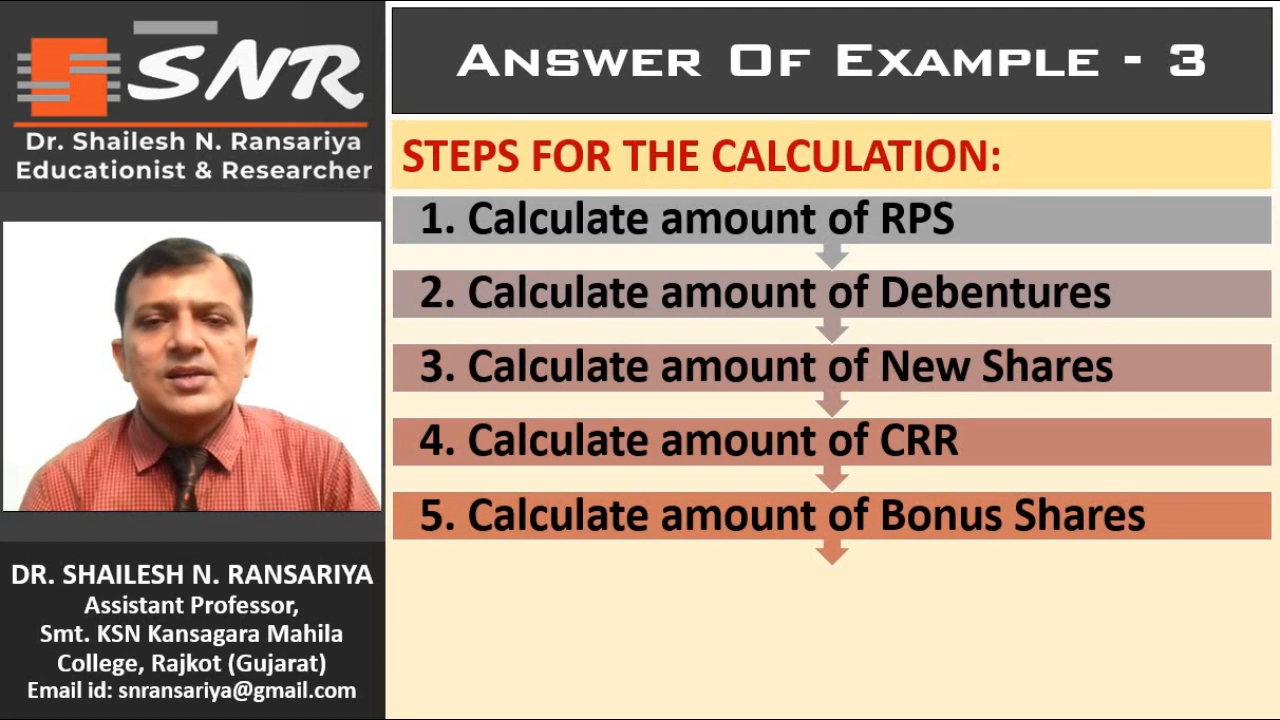 SNR
Dr. Shailesh N. Ransariya
Educationist & Researcher
DR. SHAILESH N. RANSARIYA
Assistant Professor,
Smt. KSN Kansagara Mahila
College, Rajkot (Gujarat)
Email id: snransariya@gmail.com
ANSWER OF EXAMPLE - 3
STEPS FOR THE CALCULATION:
1. Calculate amount of RPS
2. Calculate amount of Debentures
3. Calculate amount of New Shares
4. Calculate amount of CRR
5. Calculate amount of Bonus Shares